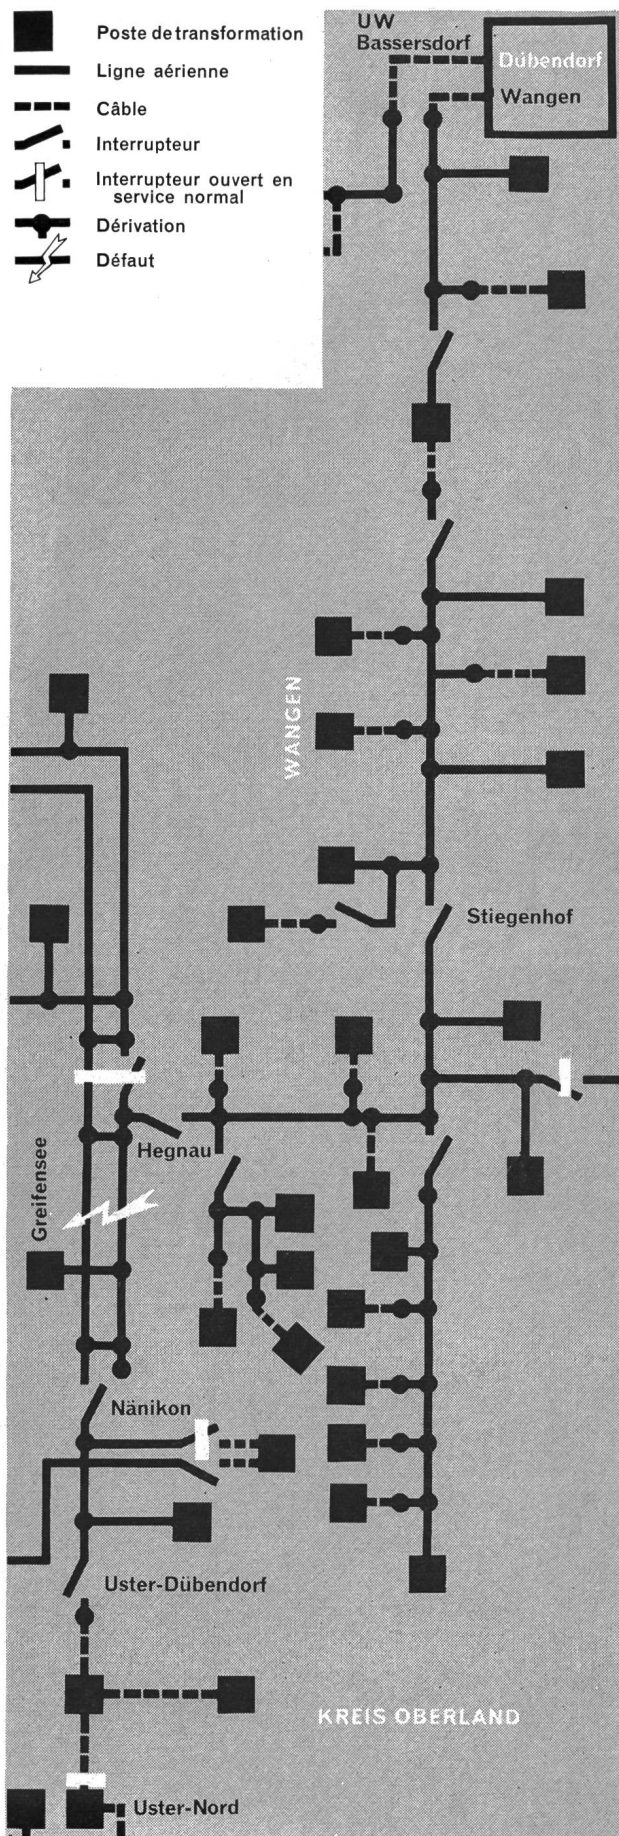 Poste de transformation
Ligne aérienne
Câble
Interrupteur
Interrupteur ouvert en
service normal
Dérivation
Défaut
UW
Bassersdorf
Dübendorf
Wangen
WANGEN
Stiegenhof
Hegnau
Greifensee
Nänikon
Uster-Dübendorf
KREIS OBERLAND
Uster-Nord